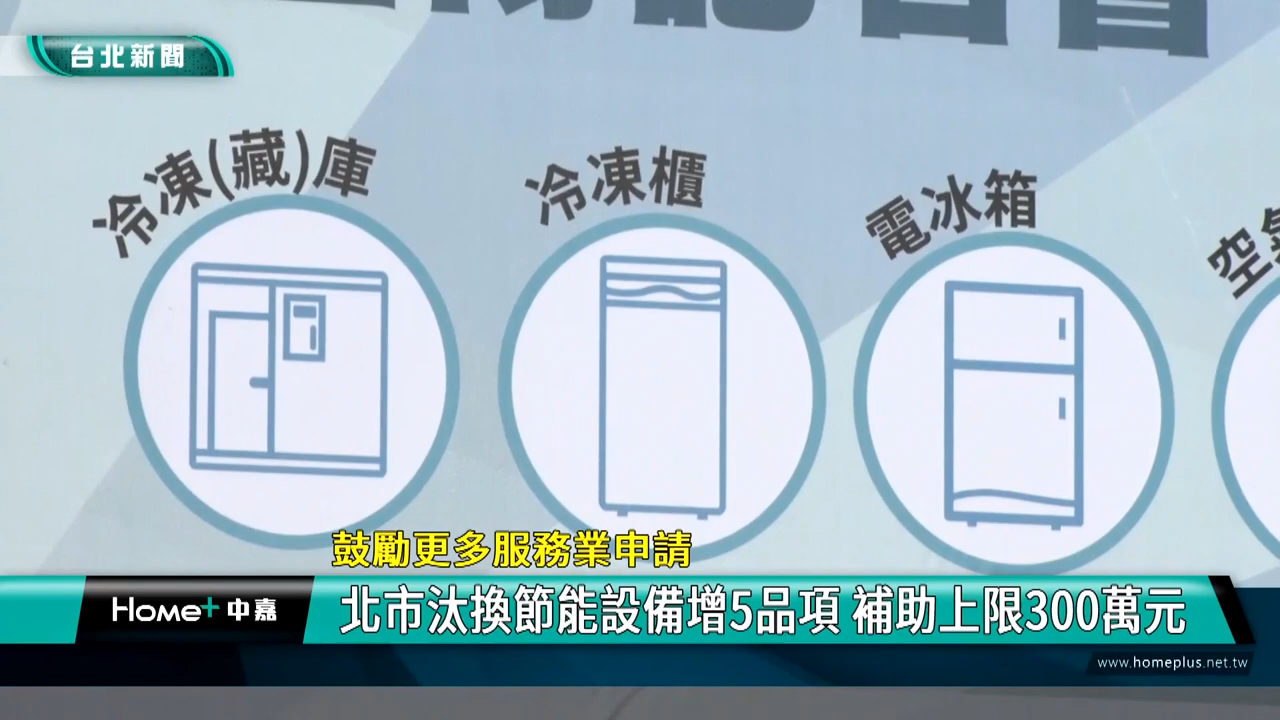 台北新聞
冷凍(藏)庫
冷凍櫃
電冰箱
鼓勵更多服務業申請
Home+中嘉
北市汰換節能設備增5品項 補助上限300萬元
www.homeplus.net.tw